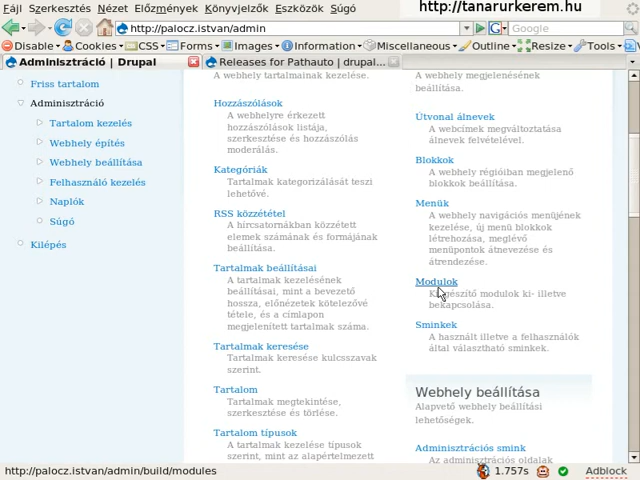 Fájl Szerkesztés Nézet Előzmények Könyvjelzők Eszközök Súgó
http://tanarurkerem.hu
http://palocz.istvan/admin
Google
Disable Cookies CSS Forms Images Information Miscellaneous Outline Resize Tools
Adminisztráció | Drupal
Releases for Pathauto | drupal...
Friss tartalom
Adminisztráció
Tartalom kezelés
Webhely építés
Webhely beállítása
Felhasználó kezelés
Naplók
Súgó
Kilépés
A webhely tartalmainak kezelése.
Hozzászólások
A webhelyre érkezett
hozzászólások listája,
szerkesztése és hozzászólás
moderálás.
Kategóriák
Tartalmak kategorizálását teszi
lehetővé.
RSS közzététel
A hírcsatornákban közzétett
elemek számának és formájának
beállítása.
Tartalmak beállításai
A tartalmak kezelésének
beállításai, mint a bevezető
hossza, előnézetek kötelezővé
tétele, és a címlapon
megjelenített tartalmak száma.
Tartalmak keresése
Tartalmak keresése kulcsszavak
szerint.
Tartalom
Tartalmak megtekintése,
szerkesztése és törlése.
Tartalom típusok
A tartalmak kezelése típusok
szerint, mint az alapértelmezett
A webhely megjelenésének
beállítása.
Útvonal álnevek
A webcímek megváltoztatása
álnevek felvételével.
Blokkok
A webhely régióiban megjelenő
blokkok beállítása.
Menük
A webhely navigációs menüjének
kezelése, új menü blokkok
létrehozása, meglévő
menüpontok átnevezése és
átrendezése.
Modulok
Kiegészítő modulok ki- illetve
bekapcsolása.
Sminkek
A használt illetve a felhasználók
által választható sminkek.
Webhely beállítása
Alapvető webhely beállítási
lehetőségek.
Adminisztrációs smink
Az adminisztrációs oldalak
http://palocz.istvan/admin/build/modules
1.757s
Adblock